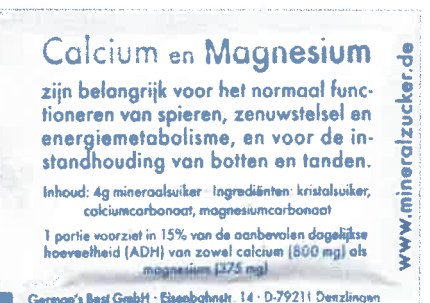 Calcium en Magnesium
zijn belangrijk voor het normaal func-
tioneren van spieren, zenuwstelsel en
energiemetabolisme, en voor de in-
standhouding van botten en tanden.
Inhoud: 4g mineraalsuiker · Ingrediënten: kristalsuiker,
calciumcarbonaat, magnesiumcarbonaat
1 portie voorziet in 15% van de aanbevolen dagelijkse
hoeveelheid (ADH) van zowel calcium (800 mg) als
magnesium (375 mg)
German's Best GmbH · Eisenbahnstr. 14 · D-79211 Denzlingen
www.mineralzucker.de